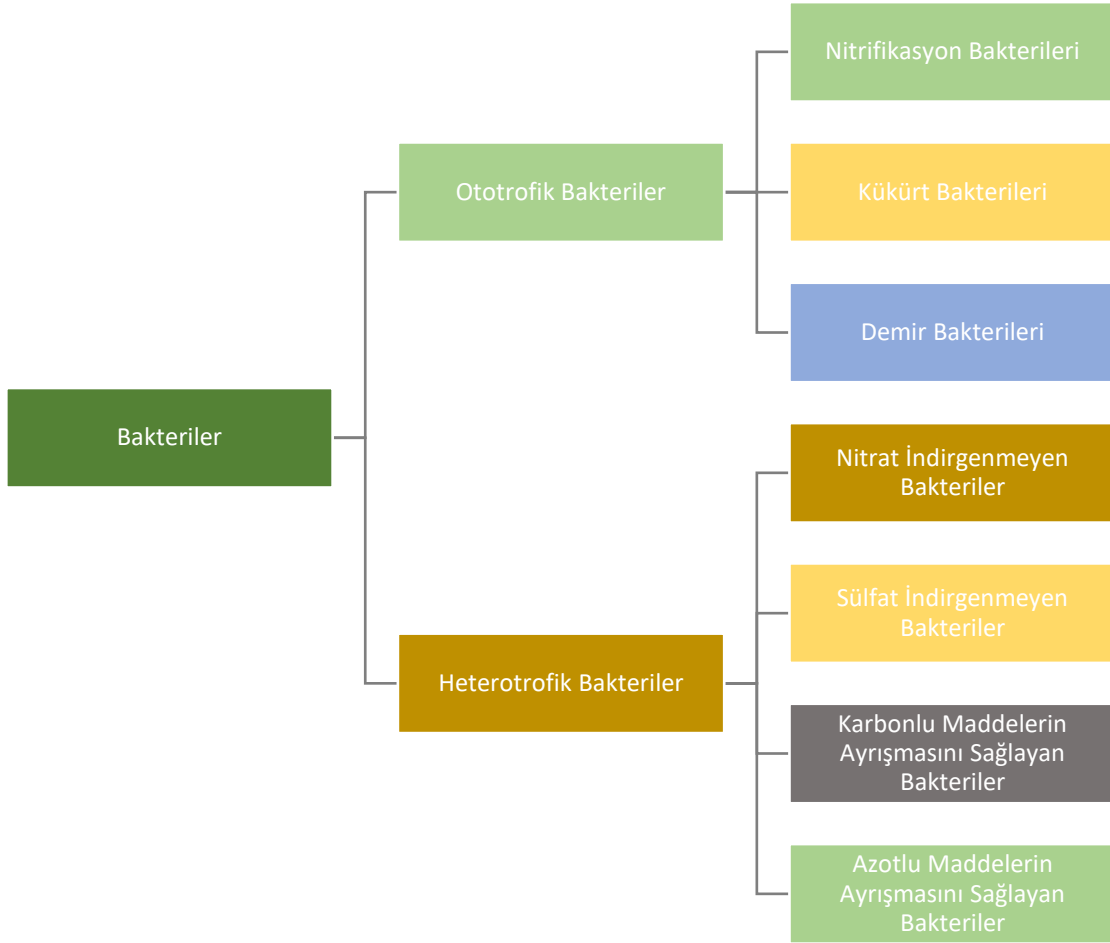 Bakteriler
Ototrofik Bakteriler
Nitrifikasyon Bakterileri
Kükürt Bakterileri
Demir Bakterileri
Heterotrofik Bakteriler
Nitrat İndirgenmeyen
Bakteriler
Sülfat İndirgenmeyen
Bakteriler
Karbonlu Maddelerin
Ayrışmasını Sağlayan
Bakteriler
Azotlu Maddelerin
Ayrışmasını Sağlayan
Bakteriler